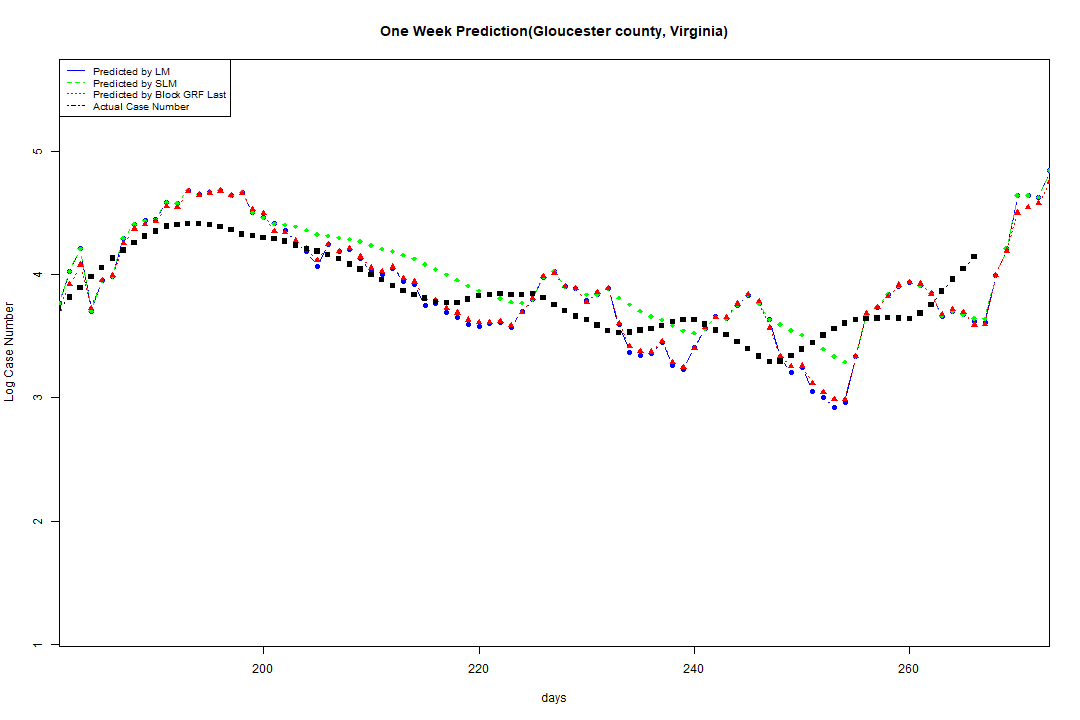 One Week Prediction(Gloucester county, Virginia)
Predicted by LM
Predicted by SLM
Predicted by Block GRF Last
Actual Case Number
5
4
3
2
1
Log Case Number
200 220 240 260
days